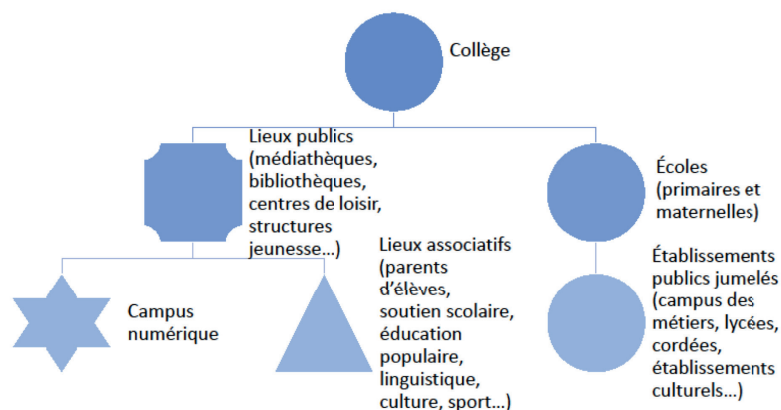 Collège
Lieux publics
(médiathèques,
bibliothèques,
centres de loisir,
structures
jeunesse...)
Écoles
(primaires et
maternelles)
Campus
numérique
Lieux associatifs
(parents
d'élèves,
soutien scolaire,
éducation
populaire,
linguistique,
culture, sport...)
Établissements
publics jumelés
(campus des
métiers, lycées,
cordées,
établissements
culturels...)